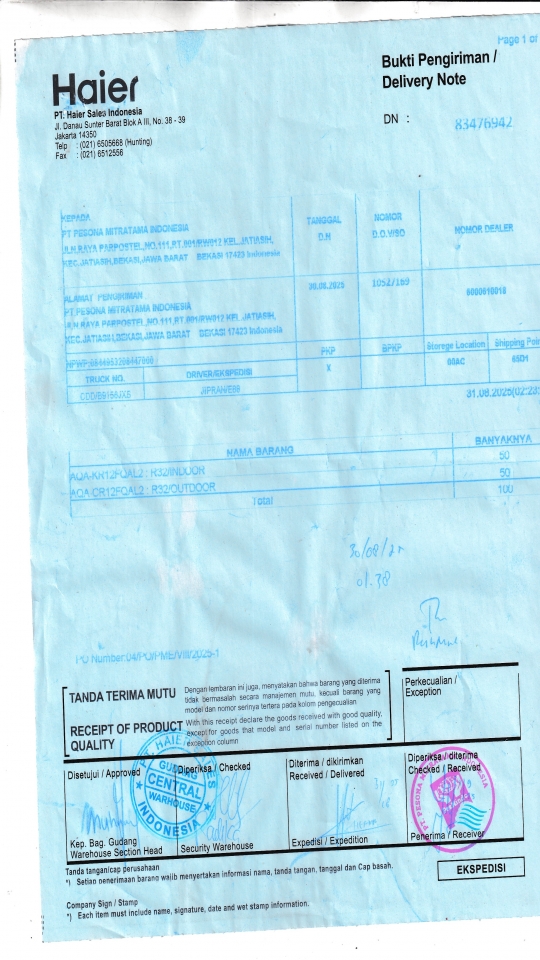 Page 1 of
Haier
Bukti Pengiriman /
Delivery Note
PT. Haier Sales Indonesia
Jl. Danau Sunter Barat Blok A III, No. 38 - 39
Jakarta 14350
Telp : (021) 6505668 (Hunting)
Fax : (021) 6512556
DN : 83476942
KEPADA
PT PESONA MITRATAMA INDONESIA
JLN.RAYA PARPOSTEL,NO.111,RT.001/RW012 KEL.JATIASIH,
KEC.JATIASIH,BEKASI,JAWA BARAT BEKASI 17423 Indonesia
TANGGAL
D.N
NOMOR
D.O.V/SO
NOMOR DEALER
ALAMAT PENGIRIMAN
PT PESONA MITRATAMA INDONESIA
JLN.RAYA PARPOSTEL,NO.111,RT.001/RW012 KEL.JATIASIH,
KEC.JATIASIH,BEKASI,JAWA BARAT BEKASI 17423 Indonesia
30.08.2025
10527169
NPWP:
PKP
BPKP
Storege Location
Shipping Poin
TRUCK NO.
DRIVER/EKSPEDISI
X
00AC
65D1
JIPRAN/E69
31.08.2025(02:23:
NAMA BARANG
BANYAKNYA
AQA-KR12FQAL2 : R32/INDOOR
50
AQA-CR12FQAL2 : R32/OUTDOOR
50
Total
100
30/08/25
01.38
PO Number:04/PO/PME/VIII/2025-1
TANDA TERIMA MUTU
Dengan lembaran ini juga, menyatakan bahwa barang yang diterima
tidak bermasalah secara manajemen mutu, kecuali barang yang
model dan nomor serinya tertera pada kolom pengecualian
RECEIPT OF PRODUCT
QUALITY
With this receipt declare the goods received with good quality,
except for goods that model and serial number listed on the
exception column
Perkecualian /
Exception
Disetujui / Approved
Diperiksa / Checked
Diterima / dikirimkan
Received / Delivered
Diperiksa / diterima
Checked / Received
GUDANG
CENTRAL
WARHOUSE
INDONESIA
Kep. Bag. Gudang
Warehouse Section Head
Security Warehouse
Expedisi / Expedition
Penerima / Receiver
Tanda tangan/cap perusahaan
*) Setian penerimaan barang wajib menyertakan informasi nama, tanda tangan, tanggal dan Cap basah.
EKSPEDISI
Company Sign / Stamp
*) Each item must include name, signature, date and wet stamp information.